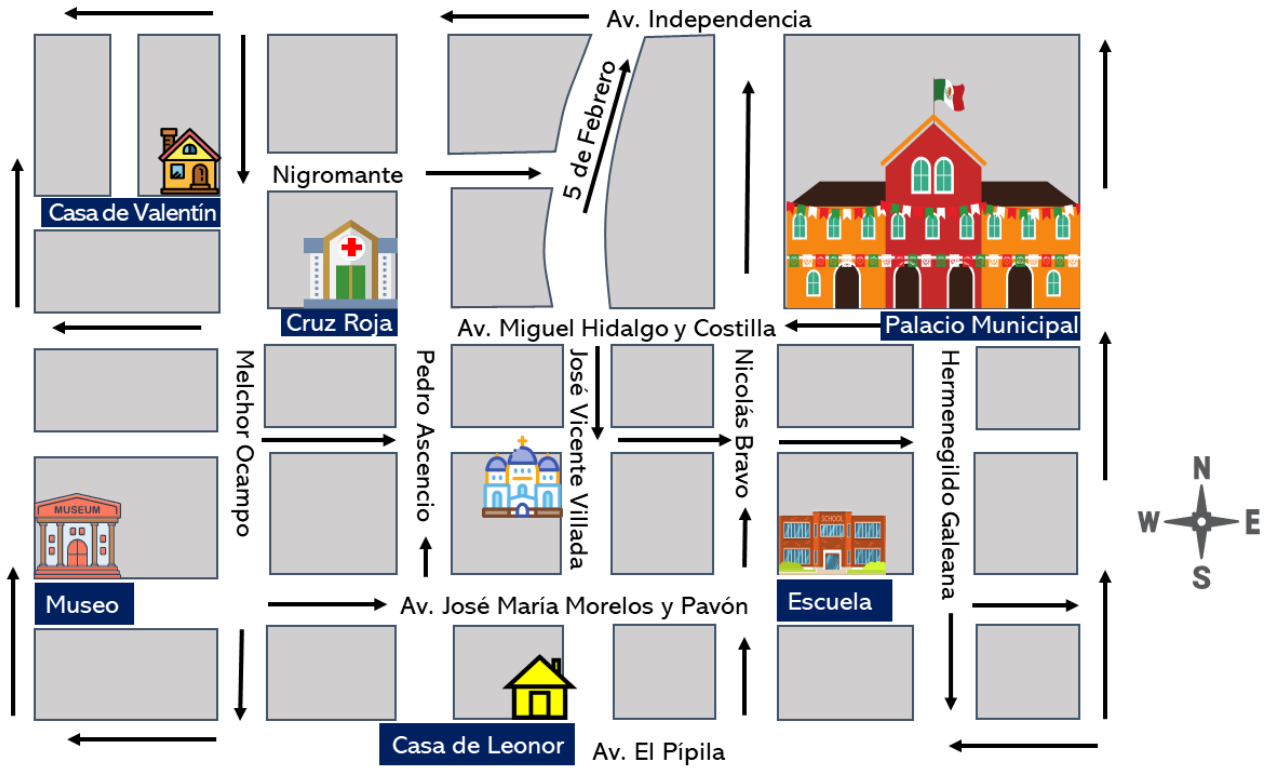 Av. Independencia
5 de Febrero
Nigromante
Casa de Valentín
Cruz Roja
Av. Miguel Hidalgo y Costilla
Palacio Municipal
Melchor Ocampo
Pedro Ascencio
José Vicente Villada
Nicolás Bravo
Hermenegildo Galeana
MUSEUM
SCHOOL
N
W
E
S
Museo
Av. José María Morelos y Pavón
Escuela
Casa de Leonor
Av. El Pípila